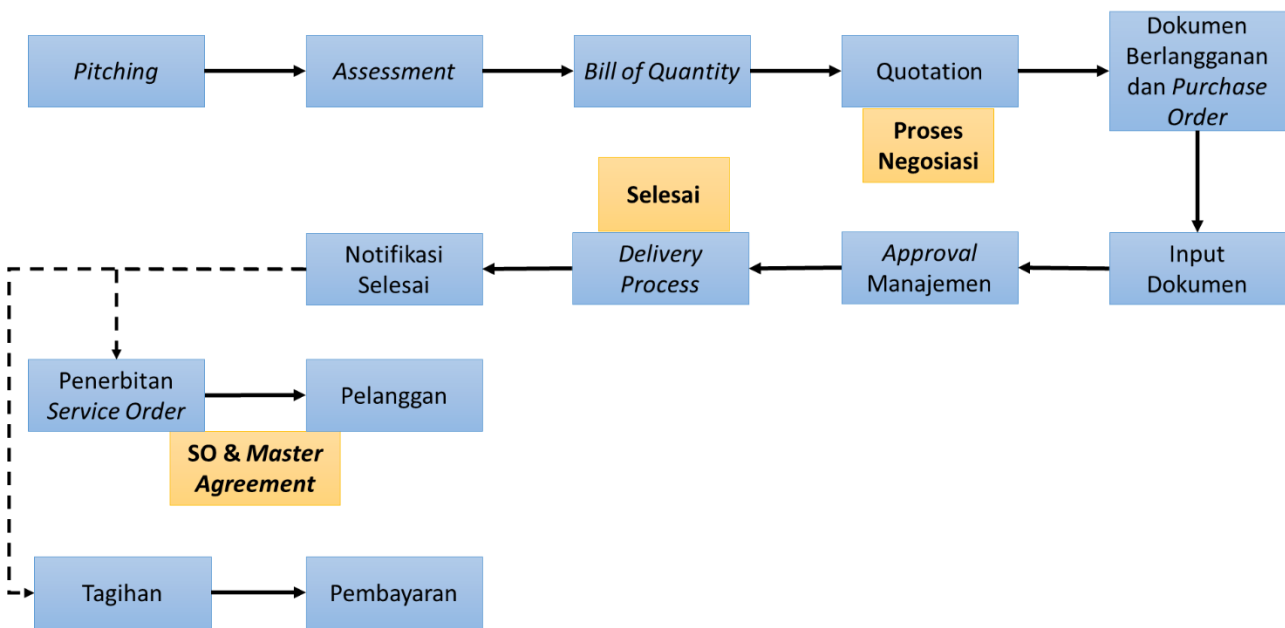 Pitching
Assessment
Bill of Quantity
Quotation
Dokumen
Berlangganan
dan Purchase
Order
Proses
Negosiasi
Selesai
Notifikasi
Selesai
Delivery
Process
Approval
Manajemen
Input
Dokumen
Penerbitan
Service Order
Pelanggan
SO & Master
Agreement
Tagihan
Pembayaran